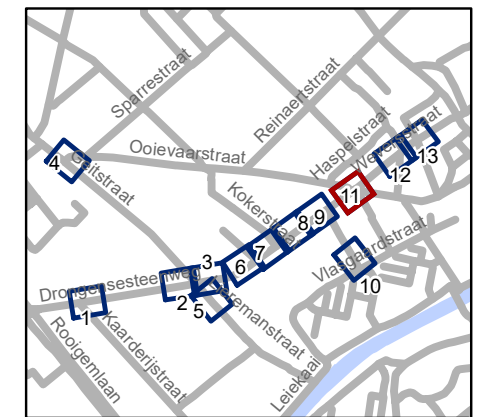 Sparrestraat
Reinaertstraat
Haspelstraat
Weversstraat
Ooievaarstraat
Geitstraat
Kokerstraat
Vlasgaardstraat
Drongensesteenweg
Rooigemlaan
Kaarderijstraat
Leiekaai
4
13
12
11
9
8
7
6
3
10
2
5
1